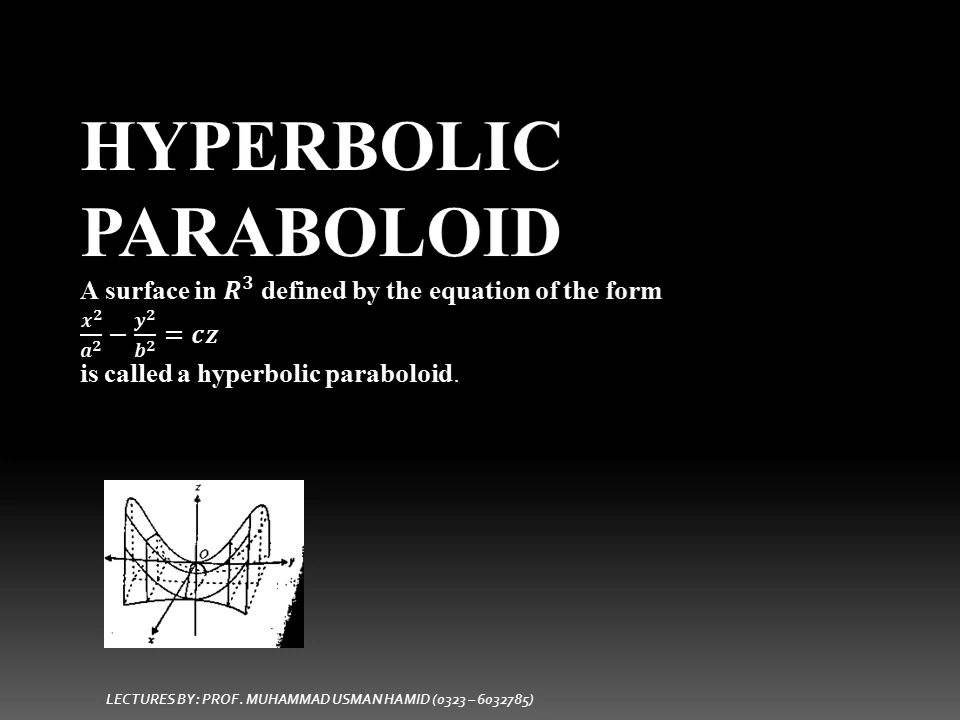 HYPERBOLIC
PARABOLOID
A surface in 𝑹³ defined by the equation of the form
x²/a² − y²/b² = cz
is called a hyperbolic paraboloid.
z
O
y
x
LECTURES BY: PROF. MUHAMMAD USMAN HAMID (0323 – 6032785)